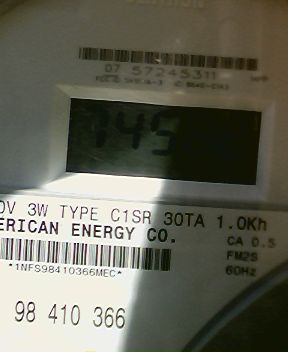 07 57245311
745
0V 3W TYPE C1SR 30TA 1.0Kh
ERICAN ENERGY CO.
CA 0.5
*1NFS98410366MEC*
FM2S
60Hz
98 410 366